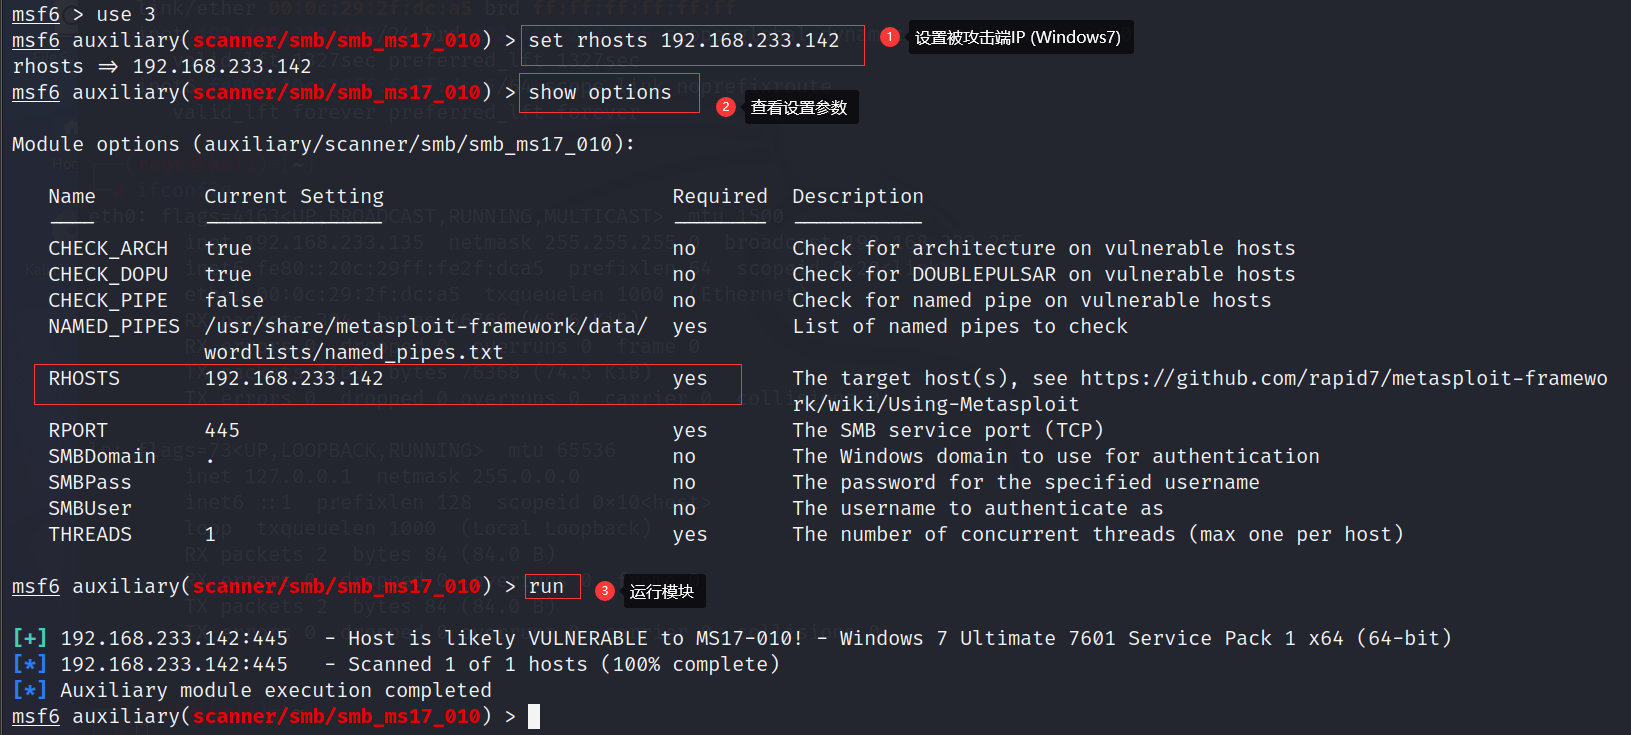 msf6 > use 3
msf6 auxiliary(scanner/smb/smb_ms17_010) > set rhosts 192.168.233.142
1 设置被攻击端IP (Windows7)
rhosts ⇒ 192.168.233.142
msf6 auxiliary(scanner/smb/smb_ms17_010) > show options
2 查看设置参数
Module options (auxiliary/scanner/smb/smb_ms17_010):
Name Current Setting Required Description
CHECK_ARCH true no Check for architecture on vulnerable hosts
CHECK_DOPU true no Check for DOUBLEPULSAR on vulnerable hosts
CHECK_PIPE false no Check for named pipe on vulnerable hosts
NAMED_PIPES /usr/share/metasploit-framework/data/ yes List of named pipes to check
wordlists/named_pipes.txt
RHOSTS 192.168.233.142 yes The target host(s), see https://github.com/rapid7/metasploit-framewo
rk/wiki/Using-Metasploit
RPORT 445 yes The SMB service port (TCP)
SMBDomain . no The Windows domain to use for authentication
SMBPass no The password for the specified username
SMBUser no The username to authenticate as
THREADS 1 yes The number of concurrent threads (max one per host)
msf6 auxiliary(scanner/smb/smb_ms17_010) > run
3 运行模块
[+] 192.168.233.142:445 - Host is likely VULNERABLE to MS17-010! - Windows 7 Ultimate 7601 Service Pack 1 x64 (64-bit)
[*] 192.168.233.142:445 - Scanned 1 of 1 hosts (100% complete)
[*] Auxiliary module execution completed
msf6 auxiliary(scanner/smb/smb_ms17_010) >